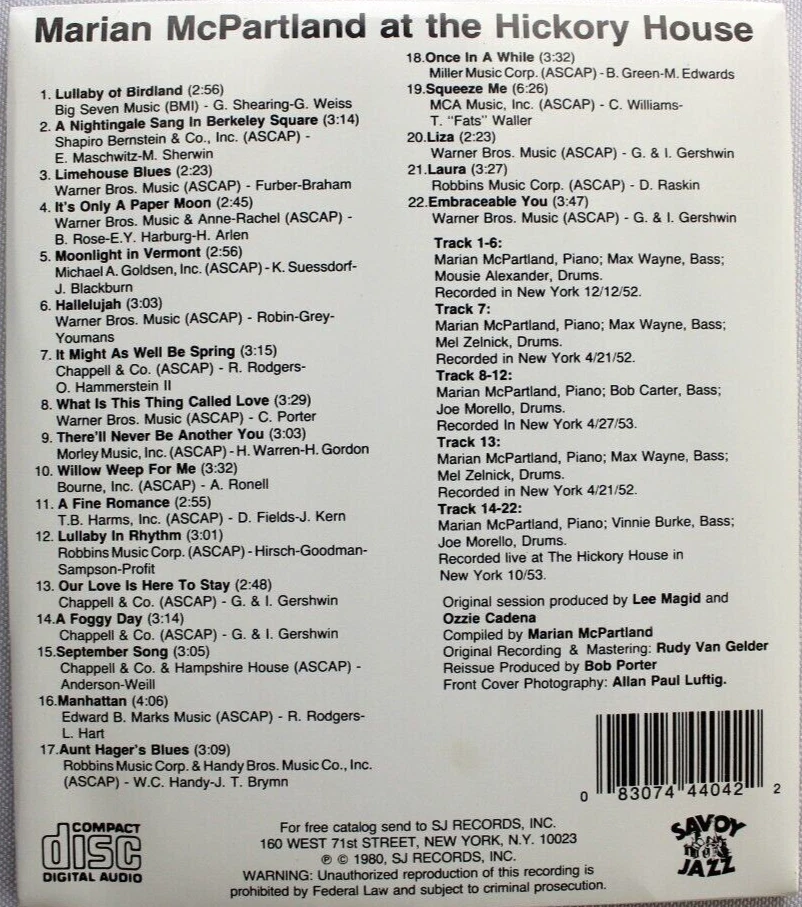 Marian McPartland at the Hickory House
1. Lullaby of Birdland (2:56)
Big Seven Music (BMI) - G. Shearing-G. Weiss
2. A Nightingale Sang In Berkeley Square (3:14)
Shapiro Bernstein & Co., Inc. (ASCAP) -
E. Maschwitz-M. Sherwin
3. Limehouse Blues (2:23)
Warner Bros. Music (ASCAP) - Furber-Braham
4. It's Only A Paper Moon (2:45)
Warner Bros. Music & Anne-Rachel (ASCAP) -
B. Rose-E.Y. Harburg-H. Arlen
5. Moonlight in Vermont (2:56)
Michael A. Goldsen, Inc. (ASCAP) - K. Suessdorf-
J. Blackburn
6. Hallelujah (3:03)
Warner Bros. Music (ASCAP) - Robin-Grey-
Youmans
7. It Might As Well Be Spring (3:15)
Chappell & Co. (ASCAP) - R. Rodgers-
O. Hammerstein II
8. What Is This Thing Called Love (3:29)
Warner Bros. Music (ASCAP) - C. Porter
9. There'll Never Be Another You (3:03)
Morley Music, Inc. (ASCAP) - H. Warren-H. Gordon
10. Willow Weep For Me (3:32)
Bourne, Inc. (ASCAP) - A. Ronell
11. A Fine Romance (2:55)
T.B. Harms, Inc. (ASCAP) - D. Fields-J. Kern
12. Lullaby In Rhythm (3:01)
Robbins Music Corp. (ASCAP) - Hirsch-Goodman-
Sampson-Profit
13. Our Love Is Here To Stay (2:48)
Chappell & Co. (ASCAP) - G. & I. Gershwin
14.A Foggy Day (3:14)
Chappell & Co. (ASCAP) - G. & I. Gershwin
15.September Song (3:05)
Chappell & Co. & Hampshire House (ASCAP) -
Anderson-Weill
16.Manhattan (4:06)
Edward B. Marks Music (ASCAP) - R. Rodgers-
L. Hart
17.Aunt Hager's Blues (3:09)
Robbins Music Corp. & Handy Bros. Music Co., Inc.
(ASCAP) - W.C. Handy-J. T. Brymn
18.Once In A While (3:32)
Miller Music Corp. (ASCAP) - B. Green-M. Edwards
19.Squeeze Me (6:26)
MCA Music, Inc. (ASCAP) - C. Williams-
T. "Fats" Waller
20.Liza (2:23)
Warner Bros. Music (ASCAP) - G. & I. Gershwin
21.Laura (3:27)
Robbins Music Corp. (ASCAP) - D. Raskin
22.Embraceable You (3:47)
Warner Bros. Music (ASCAP) - G. & I. Gershwin
Track 1-6:
Marian McPartland, Piano; Max Wayne, Bass;
Mousie Alexander, Drums.
Recorded in New York 12/12/52.
Track 7:
Marian McPartland, Piano; Max Wayne, Bass;
Mel Zelnick, Drums.
Recorded in New York 4/21/52.
Track 8-12:
Marian McPartland, Piano; Bob Carter, Bass;
Joe Morello, Drums.
Recorded In New York 4/27/53.
Track 13:
Marian McPartland, Piano; Max Wayne, Bass;
Mel Zelnick, Drums.
Recorded in New York 4/21/52.
Track 14-22:
Marian McPartland, Piano; Vinnie Burke, Bass;
Joe Morello, Drums.
Recorded live at The Hickory House in
New York 10/53.
Original session produced by Lee Magid and
Ozzie Cadena
Compiled by Marian McPartland
Original Recording & Mastering: Rudy Van Gelder
Reissue Produced by Bob Porter
Front Cover Photography: Allan Paul Luftig.
0 83074 44042 2
COMPACT
disc
DIGITAL AUDIO
For free catalog send to SJ RECORDS, INC.
160 WEST 71st STREET, NEW YORK, N.Y. 10023
℗ © 1980, SJ RECORDS, INC.
WARNING: Unauthorized reproduction of this recording is
prohibited by Federal Law and subject to criminal prosecution.
SAVOY
JAZZ